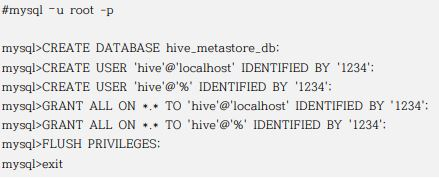 #mysql -u root -p
mysql>CREATE DATABASE hive_metastore_db;
mysql>CREATE USER 'hive'@'localhost' IDENTIFIED BY '1234';
mysql>CREATE USER 'hive'@'%' IDENTIFIED BY '1234';
mysql>GRANT ALL ON *.* TO 'hive'@'localhost' IDENTIFIED BY '1234';
mysql>GRANT ALL ON *.* TO 'hive'@'%' IDENTIFIED BY '1234';
mysql>FLUSH PRIVILEGES;
mysql>exit